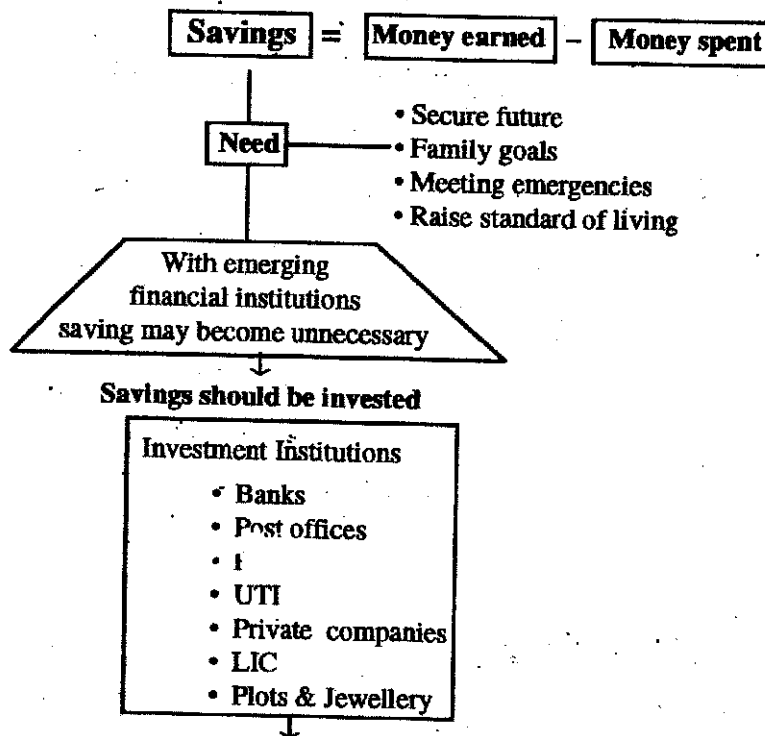 Savings = Money earned – Money spent
Need
• Secure future
• Family goals
• Meeting emergencies
• Raise standard of living
With emerging
financial institutions
saving may become unnecessary
Savings should be invested
Investment Institutions
• Banks
• Post offices
•
• UTI
• Private companies
• LIC
• Plots & Jewellery